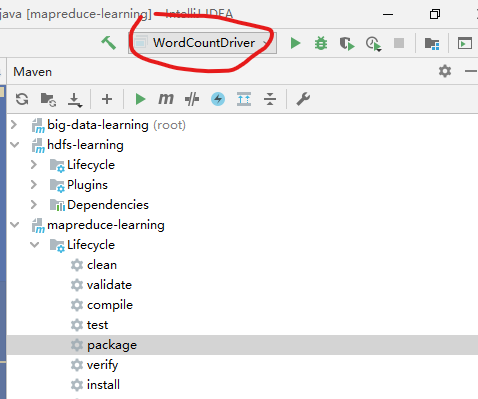 java [mapreduce-learning] - IntelliJ IDEA
WordCountDriver
Maven
big-data-learning (root)
hdfs-learning
Lifecycle
Plugins
Dependencies
mapreduce-learning
Lifecycle
clean
validate
compile
test
package
verify
install